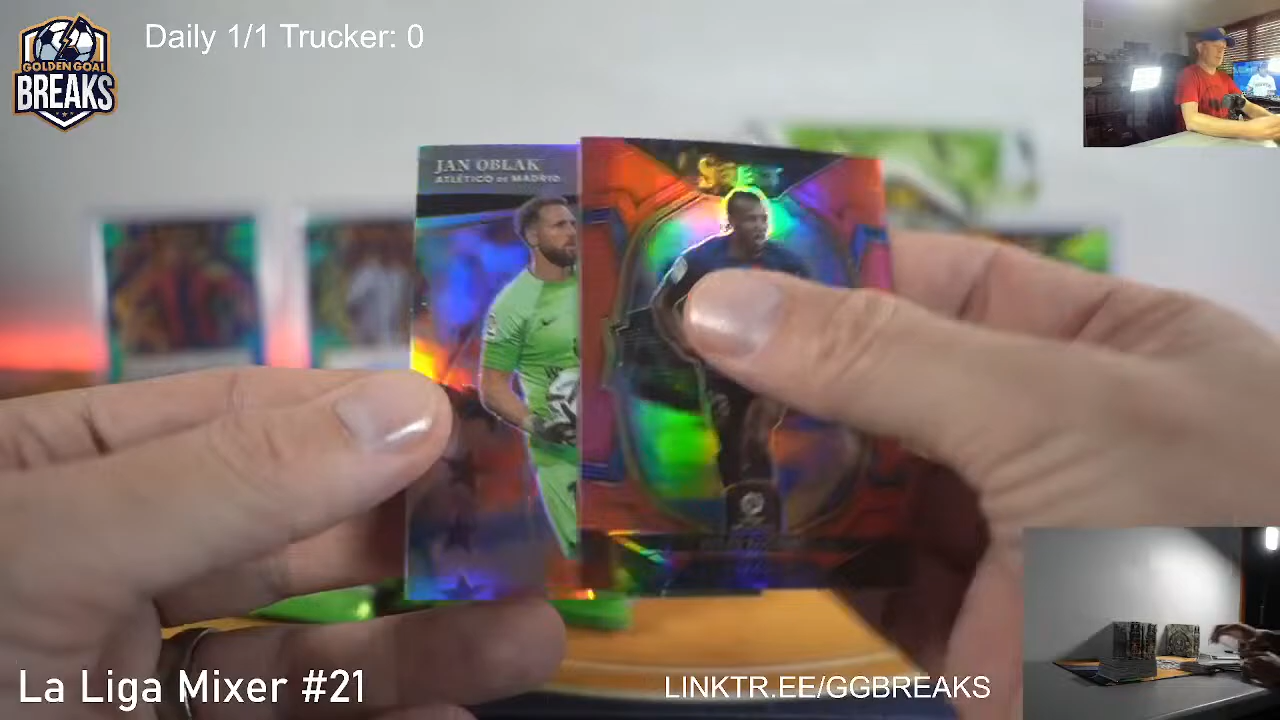 Daily 1/1 Trucker: 0
GOLDEN GOAL
BREAKS
JAN OBLAK
ATLÉTICO DE MADRID
SELECT
La Liga Mixer #21
LINKTR.EE/GGBREAKS